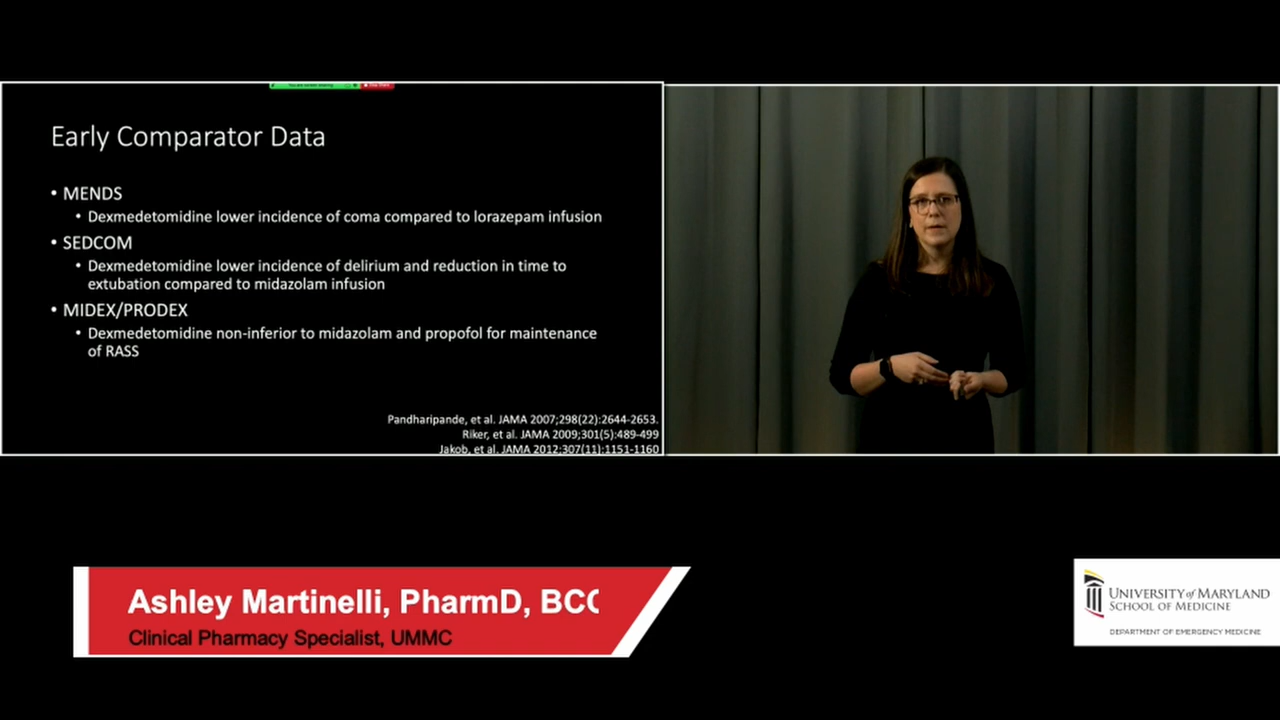 Early Comparator Data
• MENDS
• Dexmedetomidine lower incidence of coma compared to lorazepam infusion
• SEDCOM
• Dexmedetomidine lower incidence of delirium and reduction in time to
extubation compared to midazolam infusion
• MIDEX/PRODEX
• Dexmedetomidine non-inferior to midazolam and propofol for maintenance
of RASS
Pandharipande, et al. JAMA 2007;298(22):2644-2653.
Riker, et al. JAMA 2009;301(5):489-499
Jakob, et al. JAMA 2012;307(11):1151-1160
Ashley Martinelli, PharmD,
Clinical Pharmacy Specialist, UMMC
UNIVERSITY of MARYLAND
SCHOOL OF MEDICINE
DEPARTMENT OF EMERGENCY MEDICINE